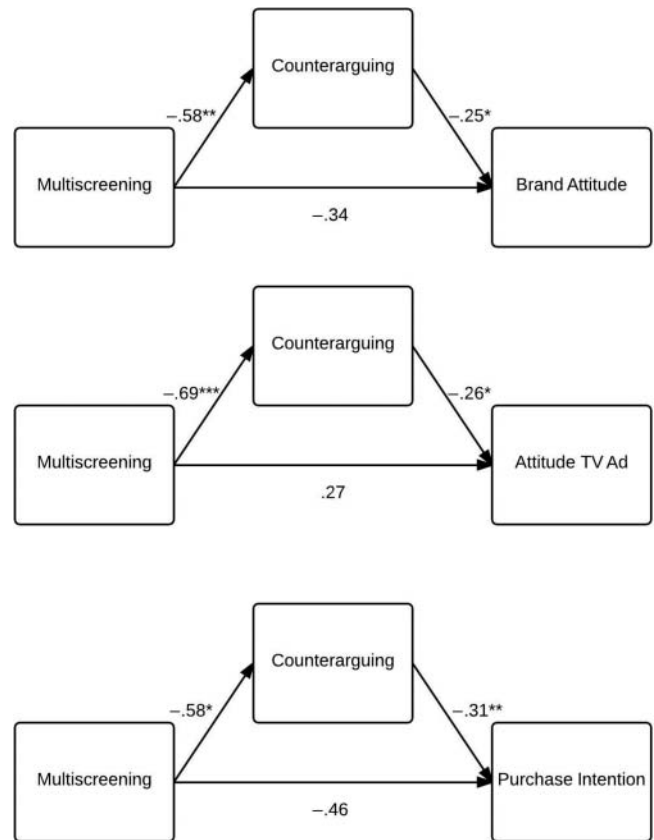 Counterarguing
–.58**
–.25*
Multiscreening
Brand Attitude
–.34
Counterarguing
–.69***
–.26*
Multiscreening
Attitude TV Ad
.27
Counterarguing
–.58*
–.31**
Multiscreening
Purchase Intention
–.46